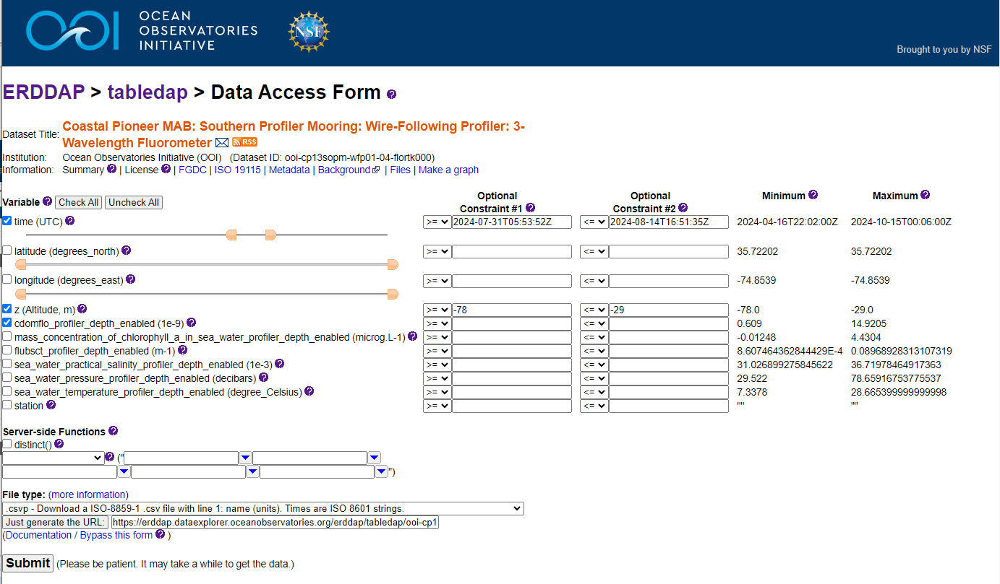 OCEAN
OBSERVATORIES
INITIATIVE
NSF
Brought to you by NSF
ERDDAP > tabledap > Data Access Form ?
Dataset Title: Coastal Pioneer MAB: Southern Profiler Mooring: Wire-Following Profiler: 3-
Wavelength Fluorometer RSS
Institution: Ocean Observatories Initiative (OOI) (Dataset ID: ooi-cp13sopm-wfp01-04-flortk000)
Information: Summary ? | License ? | FGDC | ISO 19115 | Metadata | Background | Files | Make a graph
Optional Optional Minimum ? Maximum ?
Variable ? Check All Uncheck All Constraint #1 ? Constraint #2 ?
time (UTC) ? >= 2024-07-31T05:53:52Z <= 2024-08-14T16:51:35Z 2024-04-16T22:02:00Z 2024-10-15T00:06:00Z
latitude (degrees_north) ? >= <= 35.72202 35.72202
longitude (degrees_east) ? >= <= -74.8539 -74.8539
z (Altitude, m) ? >= -78 <= -29 -78.0 -29.0
cdomflo_profiler_depth_enabled (1e-9) ? >= <= 0.609 14.9205
mass_concentration_of_chlorophyll_a_in_sea_water_profiler_depth_enabled (microg.L-1) ? >= <= -0.01248 4.4304
flubsct_profiler_depth_enabled (m-1) ? >= <= 8.607464362844429E-4 0.08968928313107319
sea_water_practical_salinity_profiler_depth_enabled (1e-3) ? >= <= 31.026899275845622 36.71978464917363
sea_water_pressure_profiler_depth_enabled (decibars) ? >= <= 29.522 78.65916753775537
sea_water_temperature_profiler_depth_enabled (degree_Celsius) ? >= <= 7.3378 28.665399999999998
station ? >= <= "" ""
Server-side Functions ?
distinct() ?
? ("
")
File type: (more information)
.csvp - Download a ISO-8859-1 .csv file with line 1: name (units). Times are ISO 8601 strings.
Just generate the URL: https://erddap.dataexplorer.oceanobservatories.org/erddap/tabledap/ooi-cp1
(Documentation / Bypass this form ? )
Submit (Please be patient. It may take a while to get the data.)